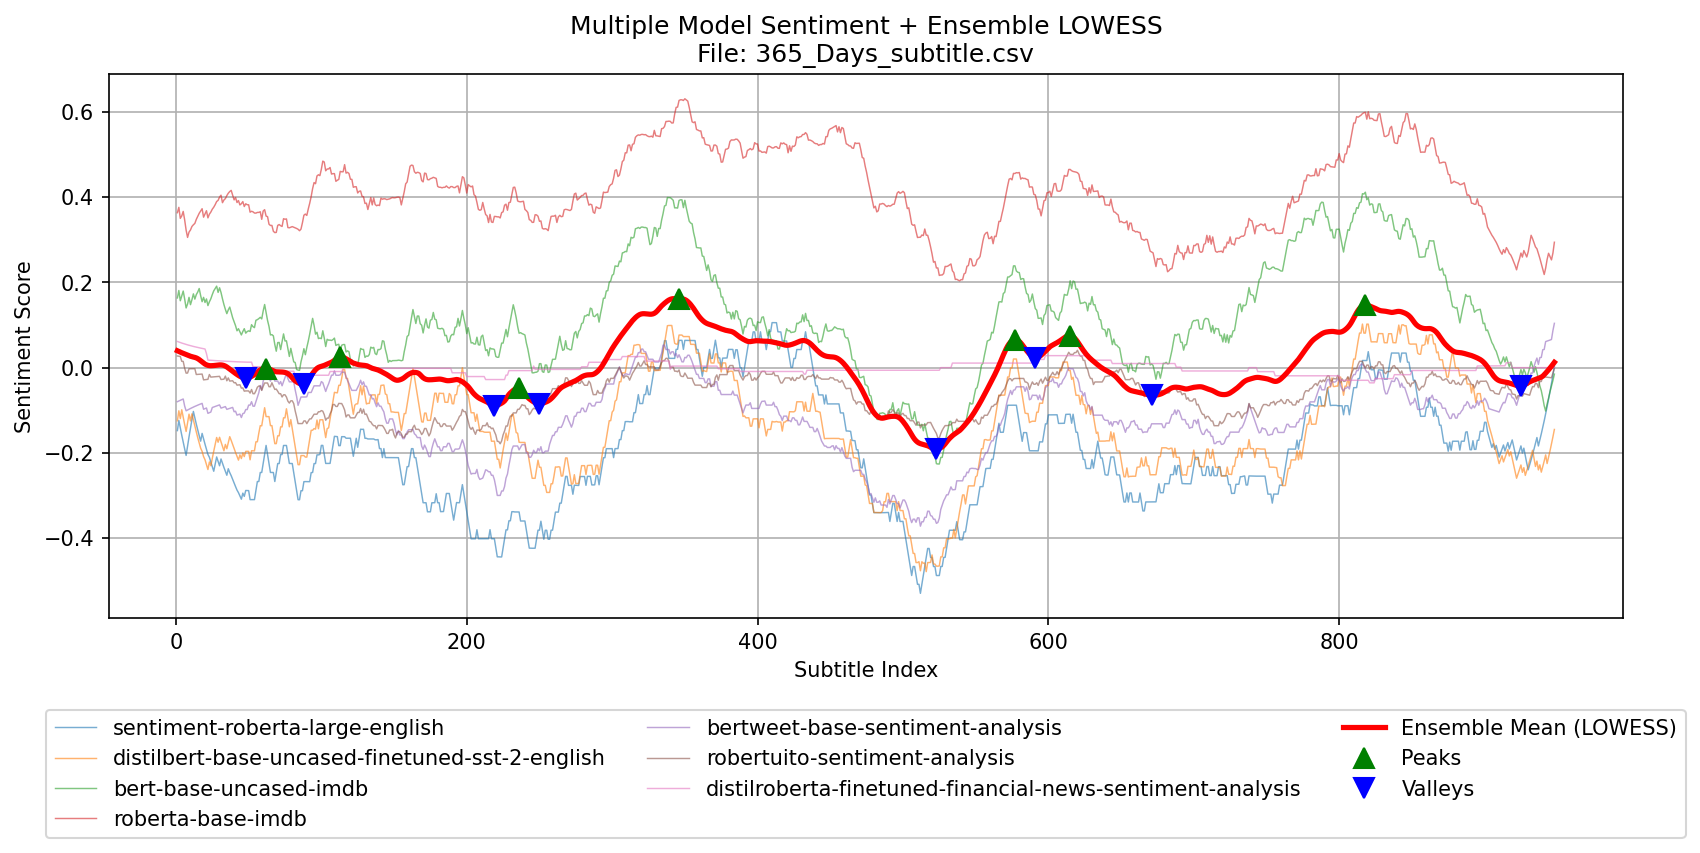 Multiple Model Sentiment + Ensemble LOWESS
File: 365_Days_subtitle.csv
Sentiment Score
0.6
0.4
0.2
0.0
−0.2
−0.4
0 200 400 600 800
Subtitle Index
sentiment-roberta-large-english
distilbert-base-uncased-finetuned-sst-2-english
bert-base-uncased-imdb
roberta-base-imdb
bertweet-base-sentiment-analysis
robertuito-sentiment-analysis
distilroberta-finetuned-financial-news-sentiment-analysis
Ensemble Mean (LOWESS)
Peaks
Valleys